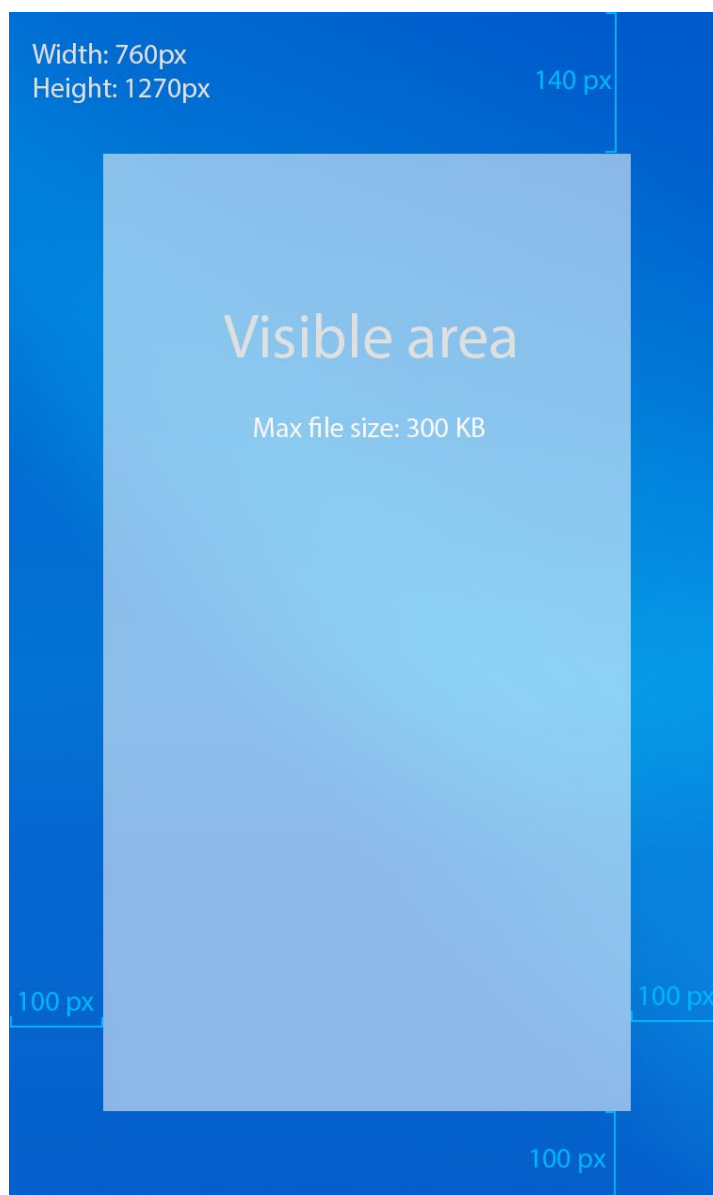 Width: 760px
Height: 1270px
140 px
Visible area
Max file size: 300 KB
100 px
100 px
100 px